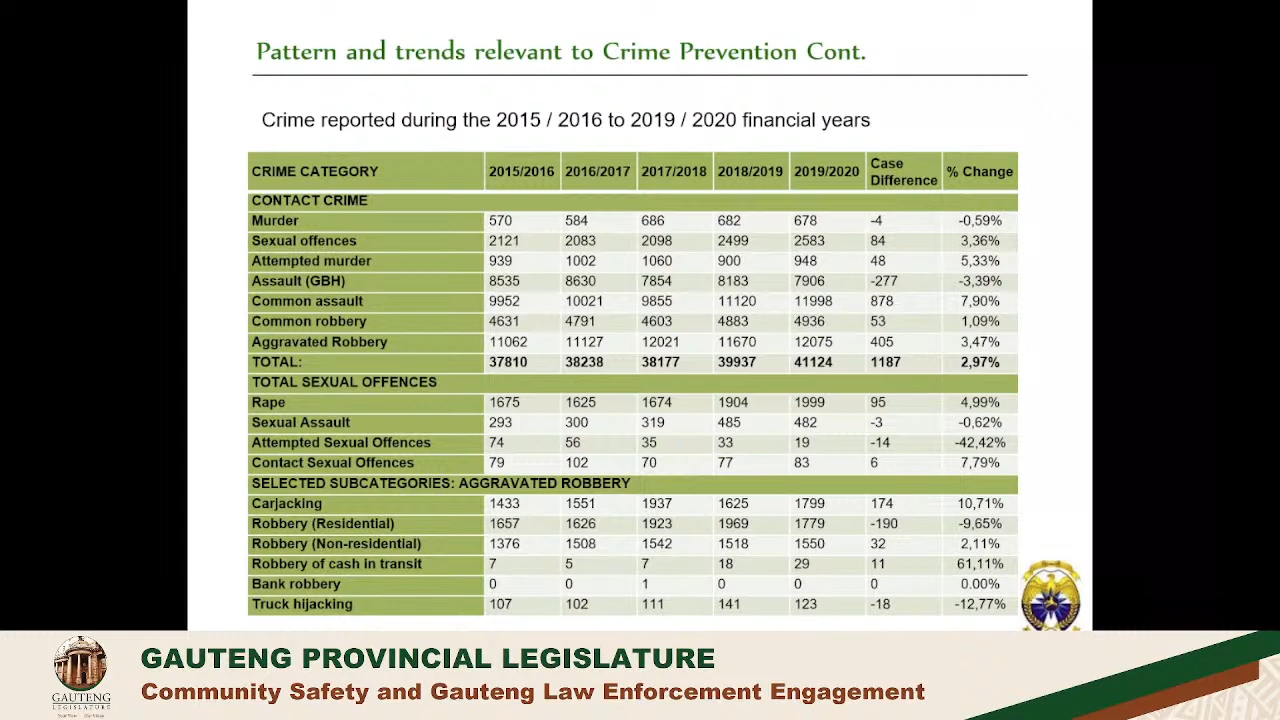 Pattern and trends relevant to Crime Prevention Cont.
Crime reported during the 2015 / 2016 to 2019 / 2020 financial years
CRIME CATEGORY 2015/2016 2016/2017 2017/2018 2018/2019 2019/2020 Case Difference % Change
CONTACT CRIME
Murder 570 584 686 682 678 -4 -0,59%
Sexual offences 2121 2083 2098 2499 2583 84 3,36%
Attempted murder 939 1002 1060 900 948 48 5,33%
Assault (GBH) 8535 8630 7854 8183 7906 -277 -3,39%
Common assault 9952 10021 9855 11120 11998 878 7,90%
Common robbery 4631 4791 4603 4883 4936 53 1,09%
Aggravated Robbery 11062 11127 12021 11670 12075 405 3,47%
TOTAL: 37810 38238 38177 39937 41124 1187 2,97%
TOTAL SEXUAL OFFENCES
Rape 1675 1625 1674 1904 1999 95 4,99%
Sexual Assault 293 300 319 485 482 -3 -0,62%
Attempted Sexual Offences 74 56 35 33 19 -14 -42,42%
Contact Sexual Offences 79 102 70 77 83 6 7,79%
SELECTED SUBCATEGORIES: AGGRAVATED ROBBERY
Carjacking 1433 1551 1937 1625 1799 174 10,71%
Robbery (Residential) 1657 1626 1923 1969 1779 -190 -9,65%
Robbery (Non-residential) 1376 1508 1542 1518 1550 32 2,11%
Robbery of cash in transit 7 5 7 18 29 11 61,11%
Bank robbery 0 0 1 0 0 0 0.00%
Truck hijacking 107 102 111 141 123 -18 -12,77%
GAUTENG PROVINCIAL LEGISLATURE
Community Safety and Gauteng Law Enforcement Engagement
GAUTENG
LEGISLATURE